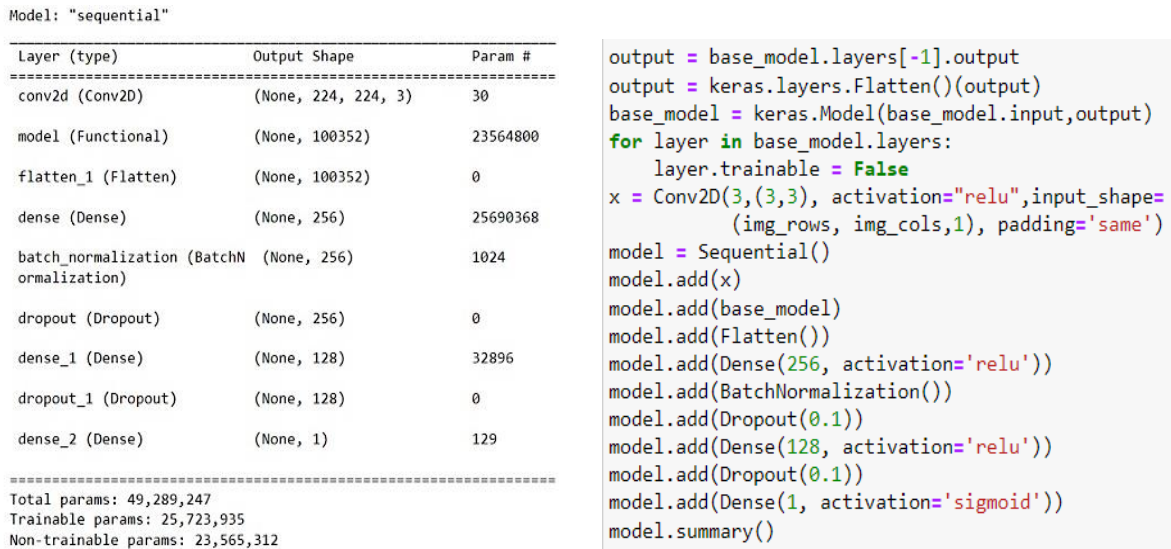 Model: "sequential"
Layer (type) Output Shape Param #
conv2d (Conv2D) (None, 224, 224, 3) 30
model (Functional) (None, 100352) 23564800
flatten_1 (Flatten) (None, 100352) 0
dense (Dense) (None, 256) 25690368
batch_normalization (BatchN (None, 256) 1024
ormalization)
dropout (Dropout) (None, 256) 0
dense_1 (Dense) (None, 128) 32896
dropout_1 (Dropout) (None, 128) 0
dense_2 (Dense) (None, 1) 129
Total params: 49,289,247
Trainable params: 25,723,935
Non-trainable params: 23,565,312
output = base_model.layers[-1].output
output = keras.layers.Flatten()(output)
base_model = keras.Model(base_model.input,output)
for layer in base_model.layers:
    layer.trainable = False
x = Conv2D(3,(3,3), activation="relu",input_shape=
          (img_rows, img_cols,1), padding='same')
model = Sequential()
model.add(x)
model.add(base_model)
model.add(Flatten())
model.add(Dense(256, activation='relu'))
model.add(BatchNormalization())
model.add(Dropout(0.1))
model.add(Dense(128, activation='relu'))
model.add(Dropout(0.1))
model.add(Dense(1, activation='sigmoid'))
model.summary()